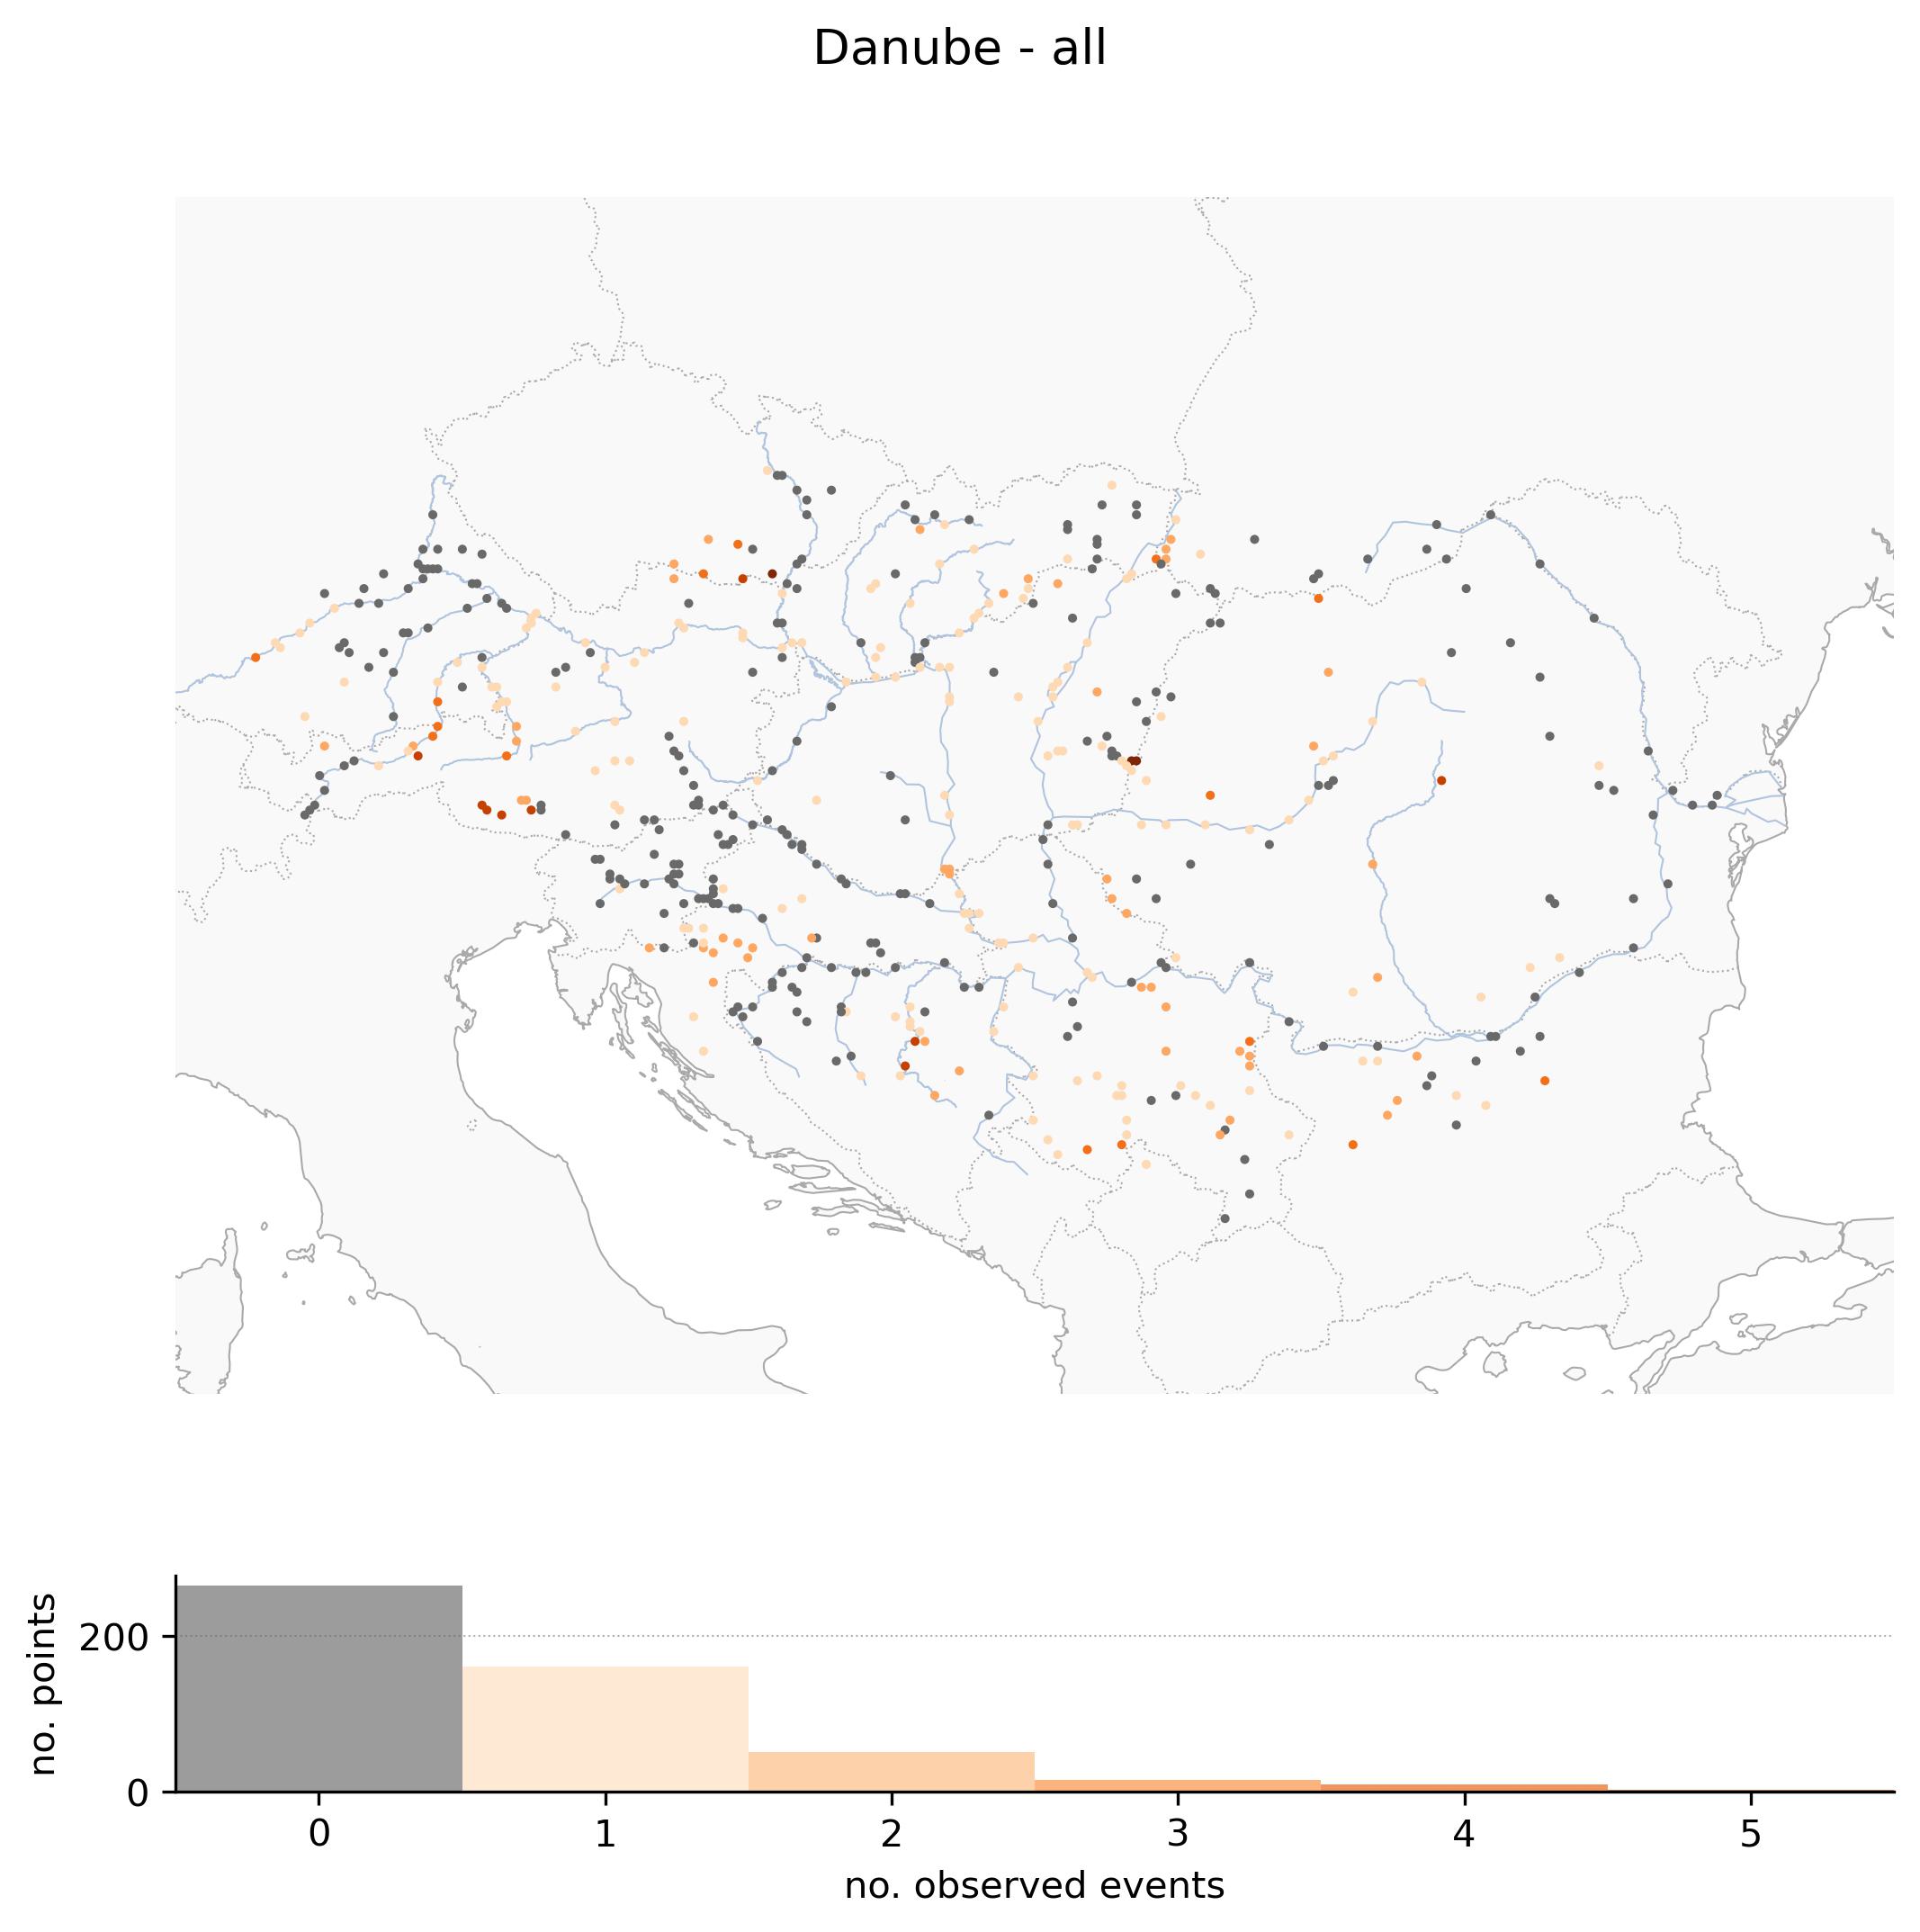 Danube - all
no. points
200
0
0 1 2 3 4 5
no. observed events